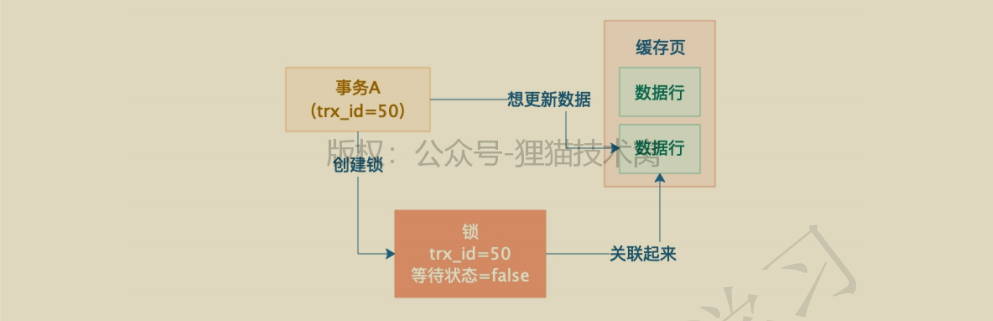 缓存页
事务A
(trx_id=50)
数据行
想更新数据
数据行
版权：公众号-狸猫技术窝
创建锁
锁
trx_id=50
等待状态=false
关联起来